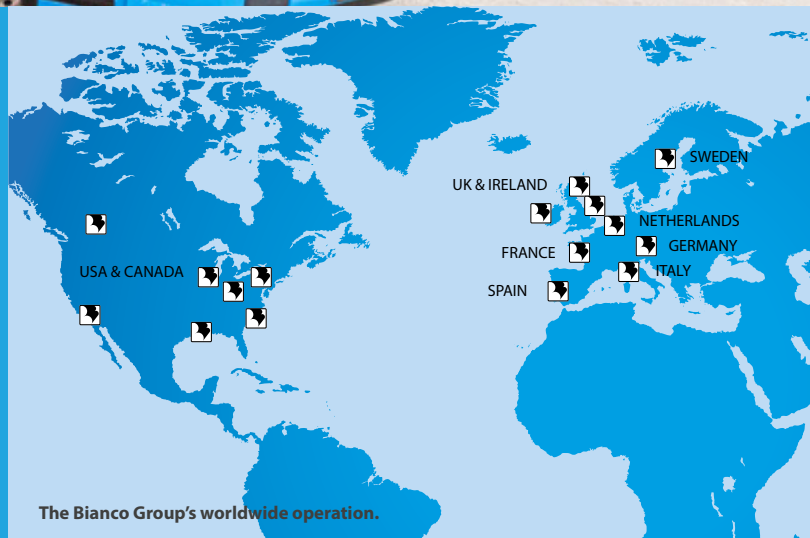 SWEDEN
UK & IRELAND
NETHERLANDS
GERMANY
FRANCE
USA & CANADA
ITALY
SPAIN
The Bianco Group's worldwide operation.